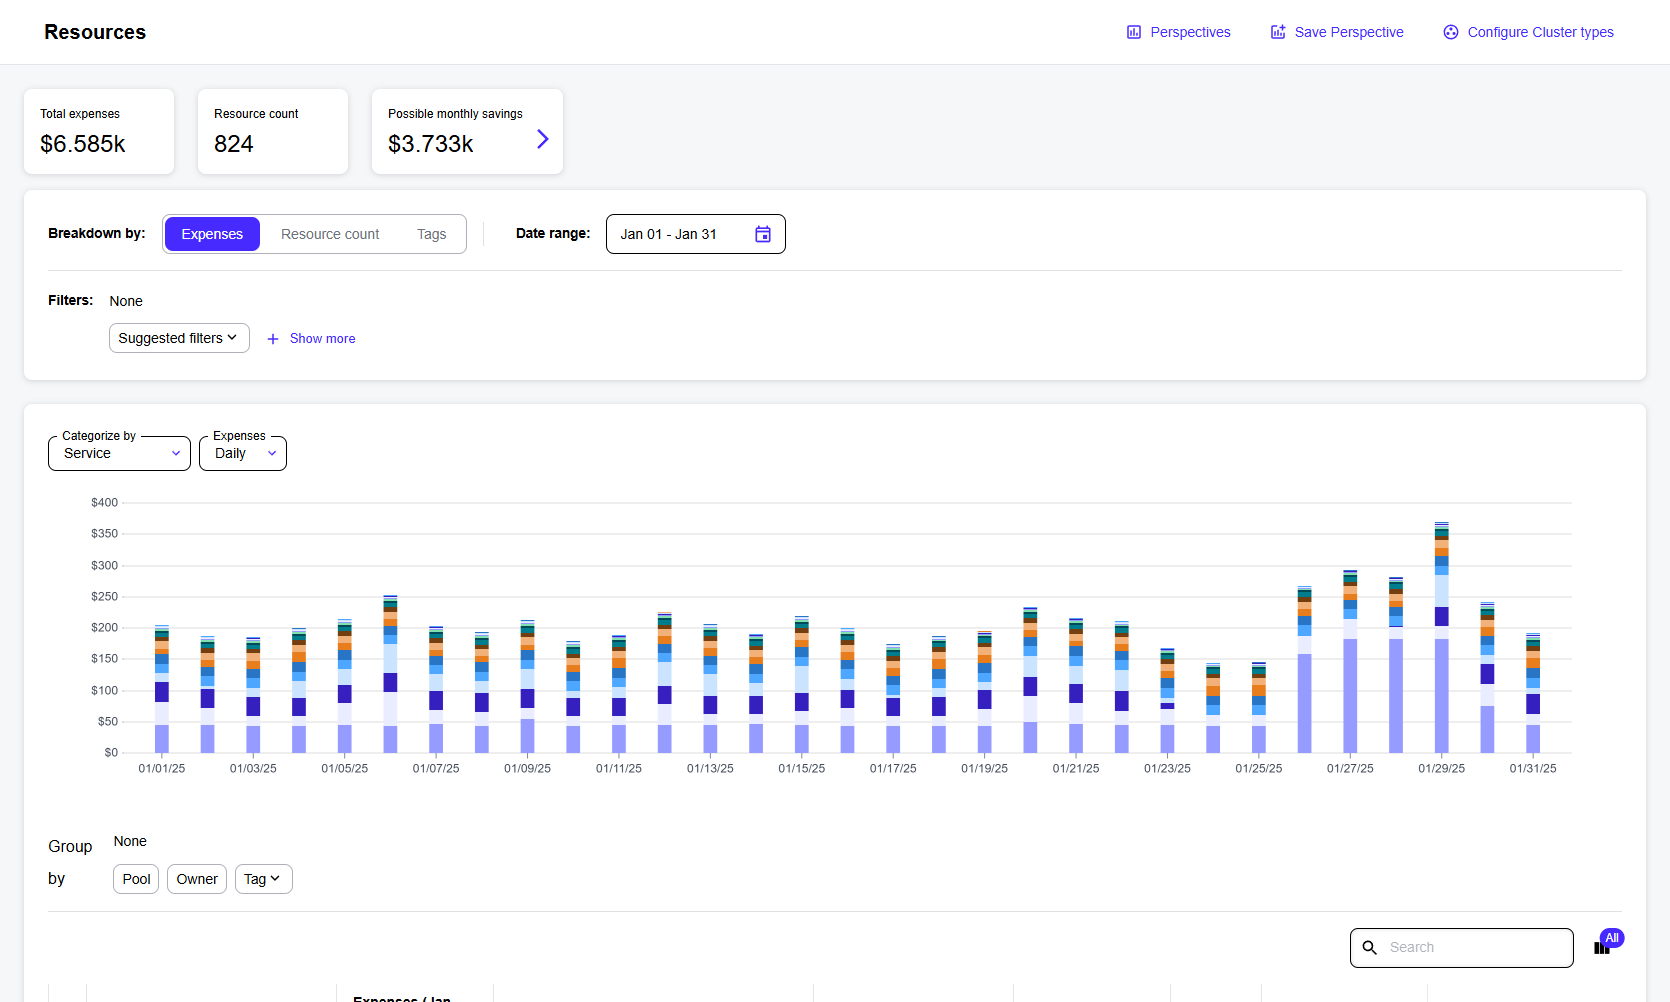 Resources
Perspectives
Save Perspective
Configure Cluster types
Total expenses
$6.585k
Resource count
824
Possible monthly savings
$3.733k
Breakdown by:
Expenses
Resource count
Tags
Date range:
Jan 01 - Jan 31
Filters:
None
Suggested filters
Show more
Categorize by
Service
Expenses
Daily
$400
$350
$300
$250
$200
$150
$100
$50
$0
01/01/25
01/03/25
01/05/25
01/07/25
01/09/25
01/11/25
01/13/25
01/15/25
01/17/25
01/19/25
01/21/25
01/23/25
01/25/25
01/27/25
01/29/25
01/31/25
Group by
None
Pool
Owner
Tag
Search
All
Expenses (Jan